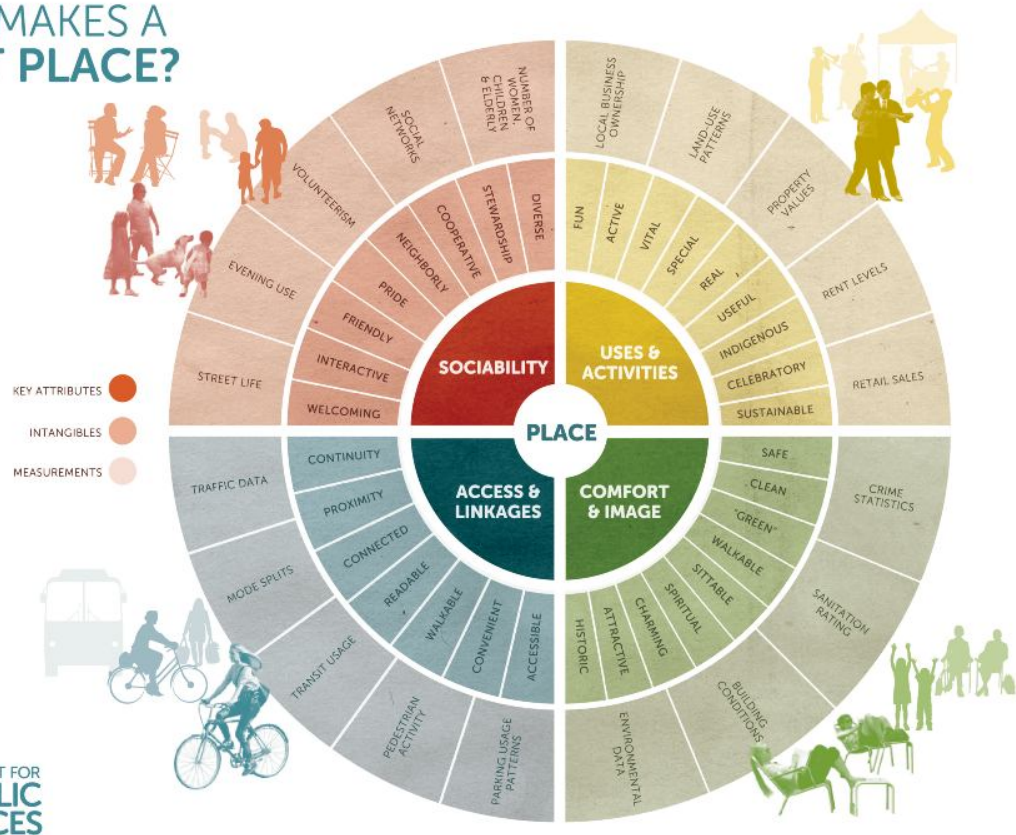 MAKES A
PLACE?
NUMBER OF
WOMEN,
CHILDREN
& ELDERLY
SOCIAL
NETWORKS
VOLUNTEERISM
EVENING USE
STREET LIFE
DIVERSE
STEWARDSHIP
COOPERATIVE
NEIGHBORLY
PRIDE
FRIENDLY
INTERACTIVE
WELCOMING
SOCIABILITY
LOCAL BUSINESS
OWNERSHIP
LAND-USE
PATTERNS
PROPERTY
VALUES
RENT LEVELS
RETAIL SALES
FUN
ACTIVE
VITAL
SPECIAL
REAL
USEFUL
INDIGENOUS
CELEBRATORY
SUSTAINABLE
USES &
ACTIVITIES
PLACE
KEY ATTRIBUTES
INTANGIBLES
MEASUREMENTS
ACCESS &
LINKAGES
CONTINUITY
PROXIMITY
CONNECTED
READABLE
WALKABLE
CONVENIENT
ACCESSIBLE
TRAFFIC DATA
MODE SPLITS
TRANSIT USAGE
PEDESTRIAN
ACTIVITY
PARKING USAGE
PATTERNS
COMFORT
& IMAGE
SAFE
CLEAN
"GREEN"
WALKABLE
SITTABLE
SPIRITUAL
CHARMING
ATTRACTIVE
HISTORIC
CRIME
STATISTICS
SANITATION
RATING
BUILDING
CONDITIONS
ENVIRONMENTAL
DATA
FOR